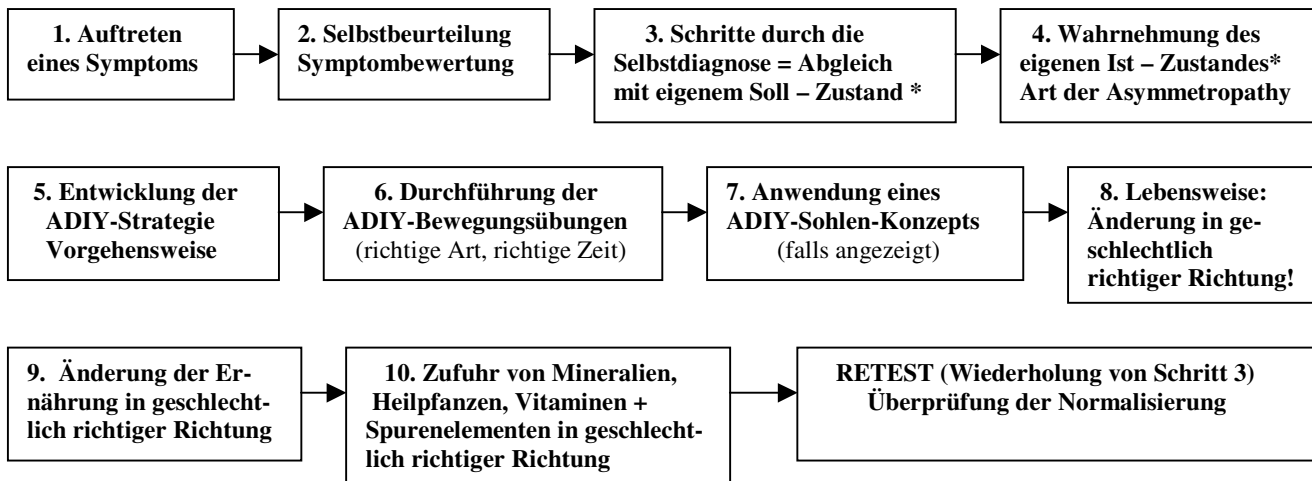 1. Auftreten
eines Symptoms
2. Selbstbeurteilung
Symptombewertung
3. Schritte durch die
Selbstdiagnose = Abgleich
mit eigenem Soll – Zustand *
4. Wahrnehmung des
eigenen Ist – Zustandes*
Art der Asymmetropathy
5. Entwicklung der
ADIY-Strategie
Vorgehensweise
6. Durchführung der
ADIY-Bewegungsübungen
(richtige Art, richtige Zeit)
7. Anwendung eines
ADIY-Sohlen-Konzepts
(falls angezeigt)
8. Lebensweise:
Änderung in ge-
schlechtlich
richtiger Richtung!
9. Änderung der Er-
nährung in geschlecht-
lich richtiger Richtung
10. Zufuhr von Mineralien,
Heilpfanzen, Vitaminen +
Spurenelementen in geschlecht-
lich richtiger Richtung
RETEST (Wiederholung von Schritt 3)
Überprüfung der Normalisierung